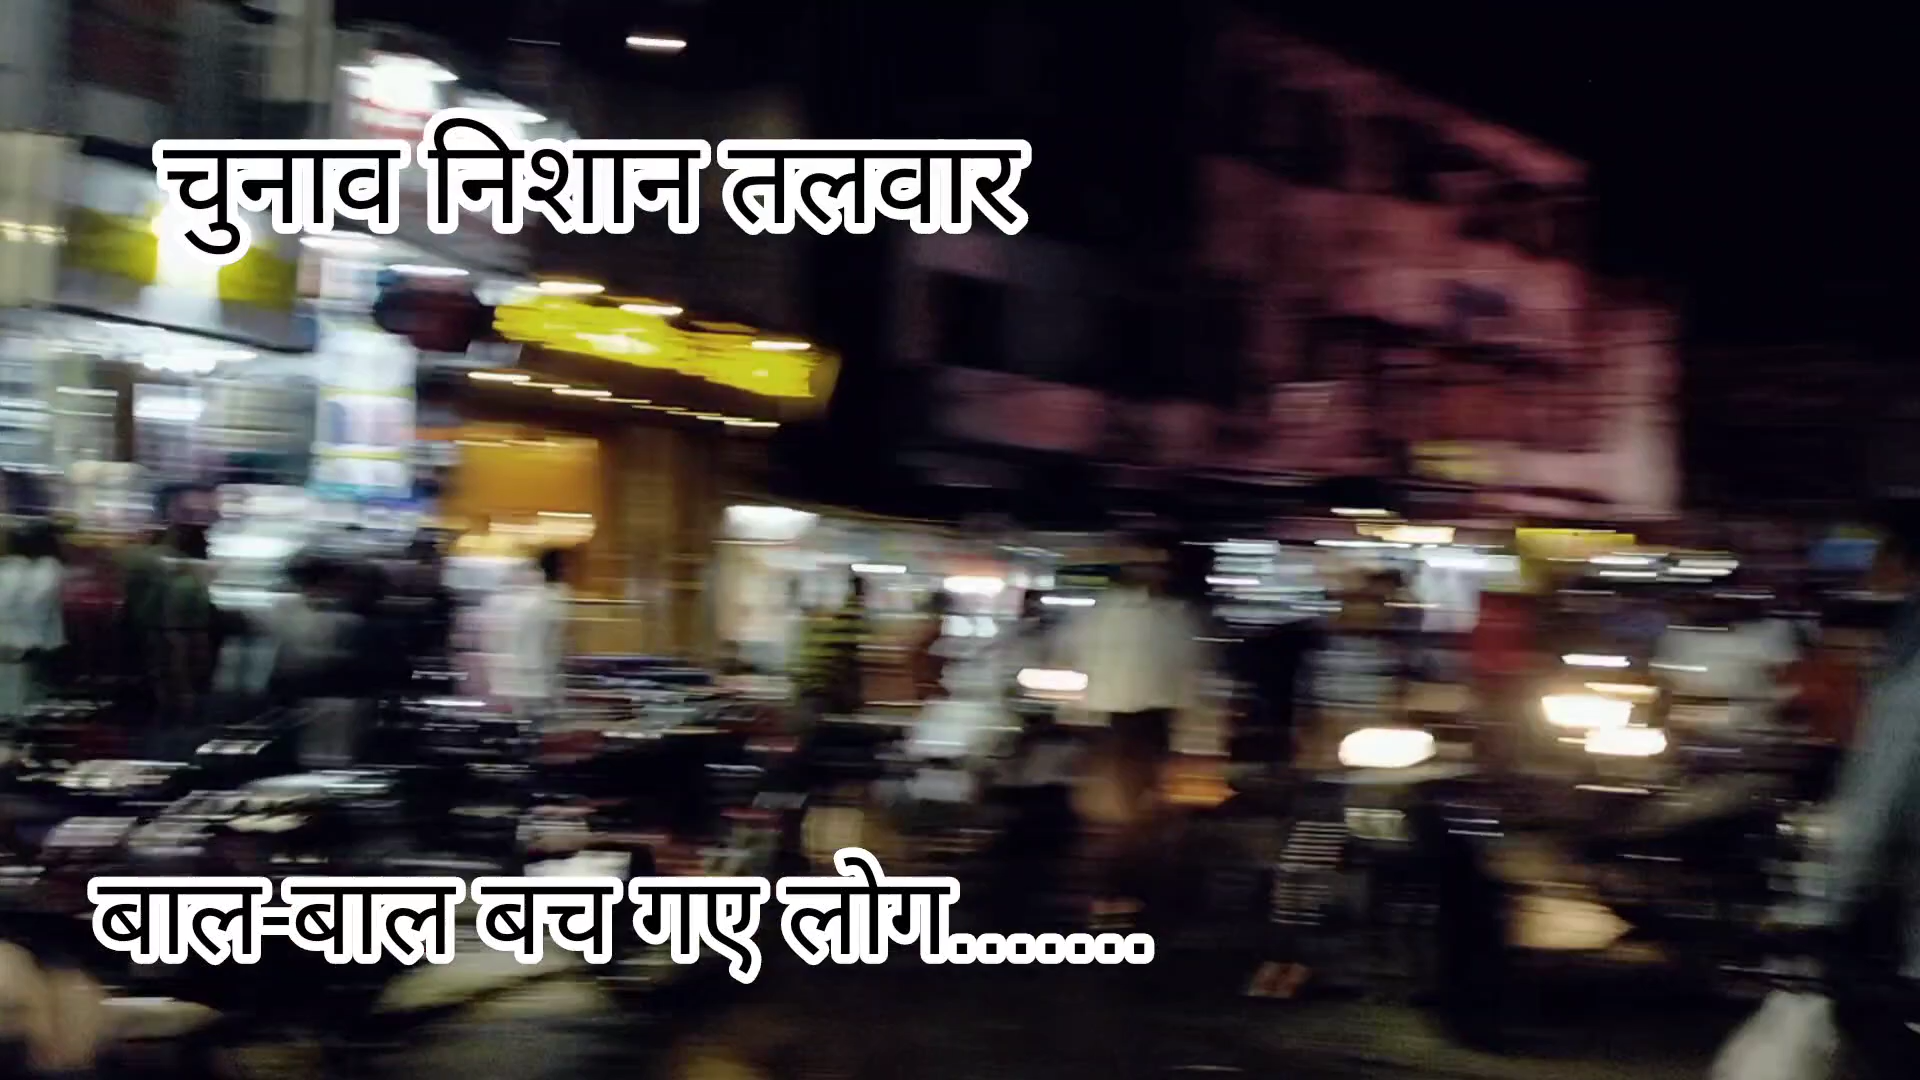 चुनाव निशान तलवार
बाल-बाल बच गए लोग.......